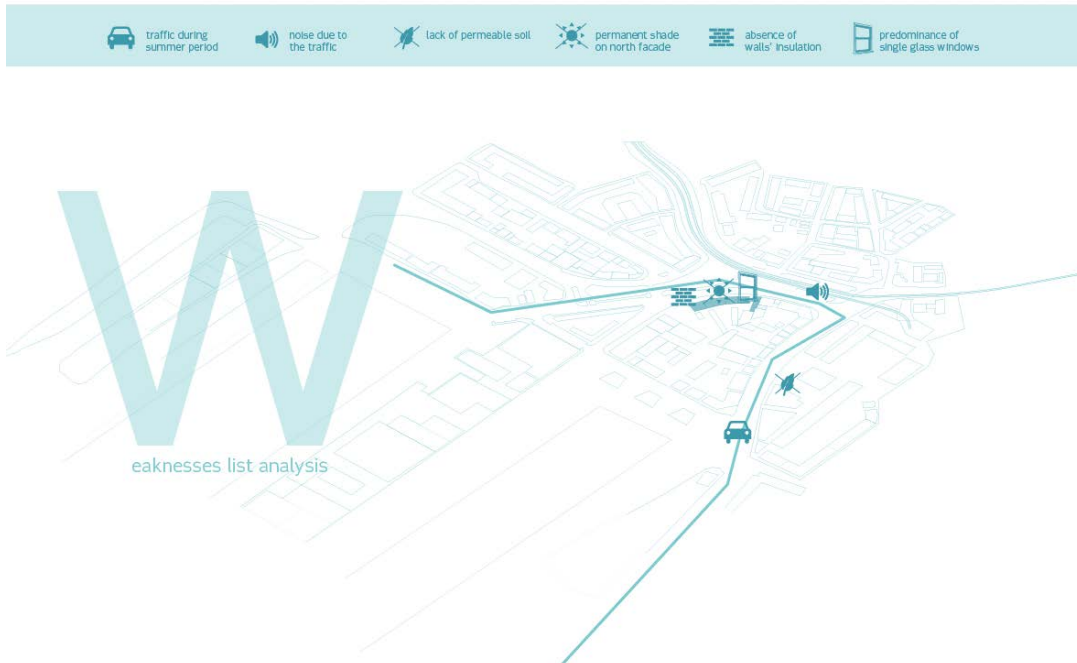 traffic during
summer period
noise due to
the traffic
lack of permeable soil
permanent shade
on north facade
absence of
walls' insulation
predominance of
single glass windows
W
eaknesses list analysis